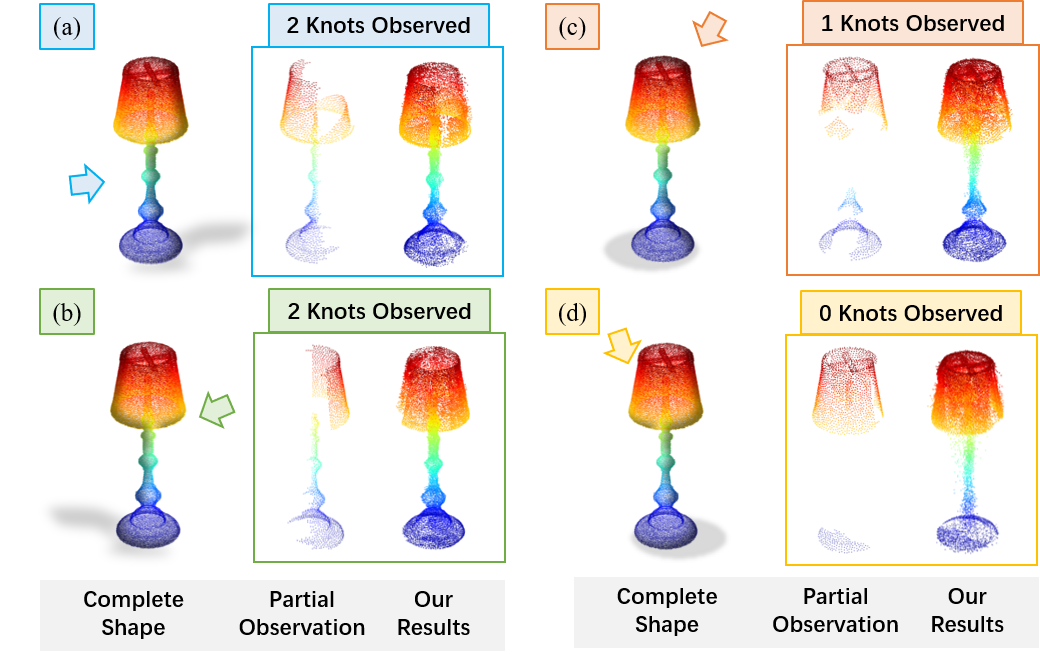 (a)
2 Knots Observed
(c)
1 Knots Observed
(b)
2 Knots Observed
(d)
0 Knots Observed
Complete
Shape
Partial
Observation
Our
Results
Complete
Shape
Partial
Observation
Our
Results